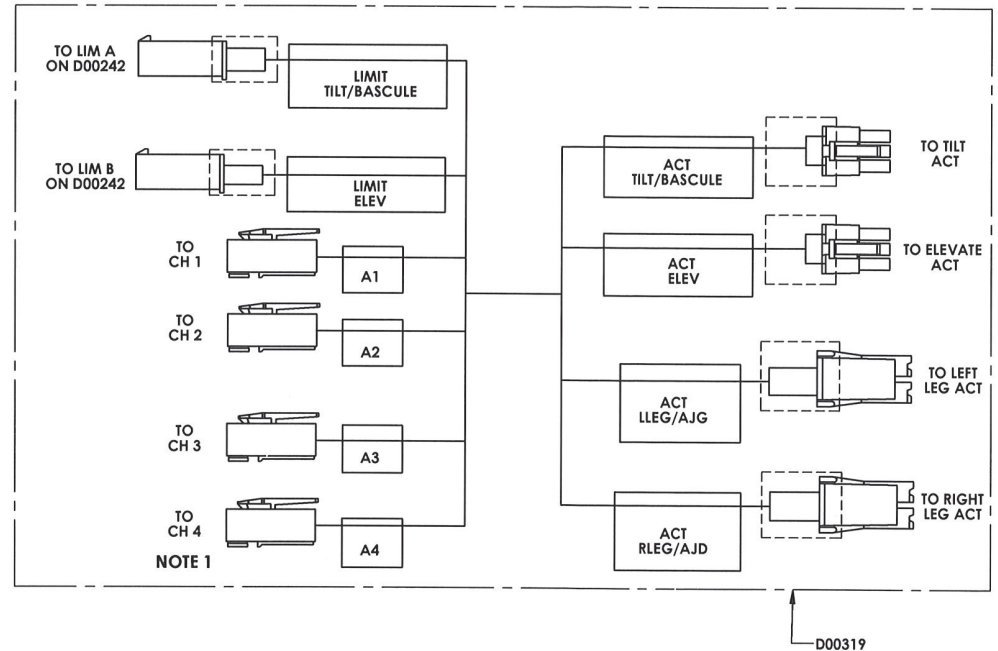 TO LIM A
ON D00242
LIMIT
TILT/BASCULE
TO LIM B
ON D00242
LIMIT
ELEV
TO
CH 1
A1
TO
CH 2
A2
TO
CH 3
A3
TO
CH 4
A4
NOTE 1
ACT
TILT/BASCULE
TO TILT
ACT
ACT
ELEV
TO ELEVATE
ACT
ACT
LLEG/AJG
TO LEFT
LEG ACT
ACT
RLEG/AJD
TO RIGHT
LEG ACT
D00319